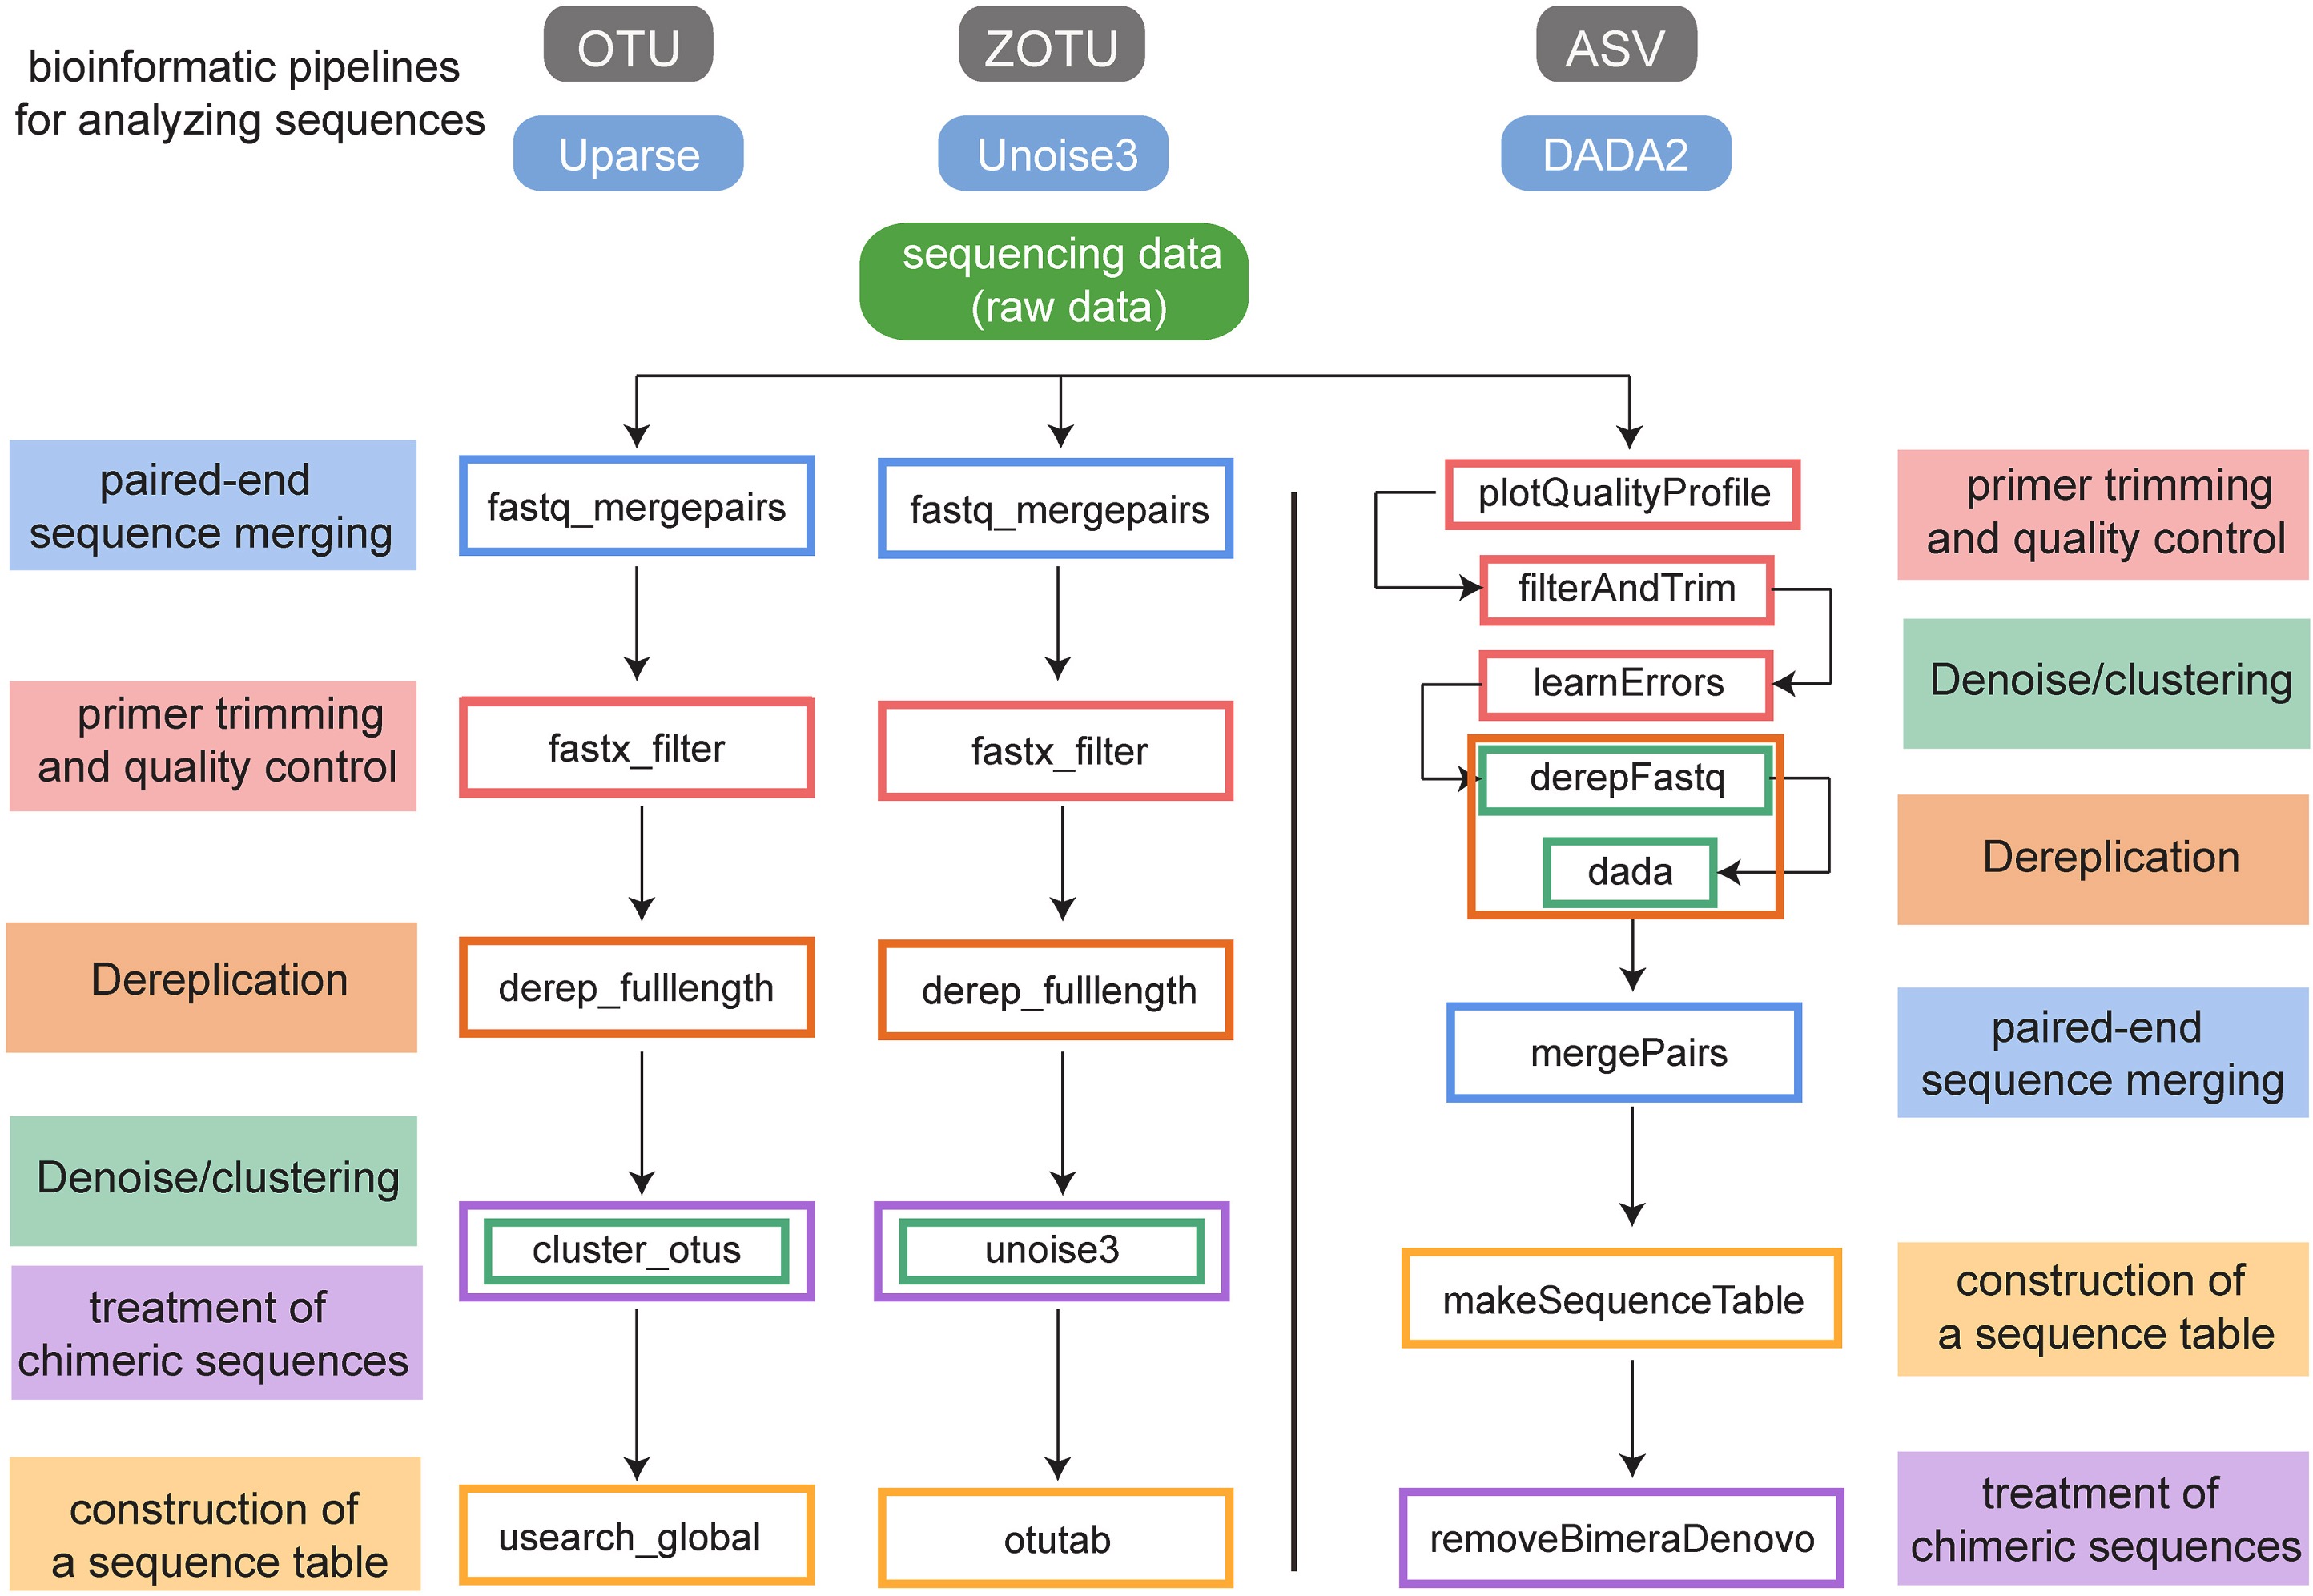 bioinformatic pipelines
for analyzing sequences
OTU
ZOTU
ASV
Uparse
Unoise3
DADA2
sequencing data
(raw data)
paired-end
sequence merging
primer trimming
and quality control
Dereplication
Denoise/clustering
treatment of
chimeric sequences
construction of
a sequence table
fastq_mergepairs
fastx_filter
derep_fulllength
cluster_otus
usearch_global
fastq_mergepairs
fastx_filter
derep_fulllength
unoise3
otutab
plotQualityProfile
filterAndTrim
learnErrors
derepFastq
dada
mergePairs
makeSequenceTable
removeBimeraDenovo
primer trimming
and quality control
Denoise/clustering
Dereplication
paired-end
sequence merging
construction of
a sequence table
treatment of
chimeric sequences